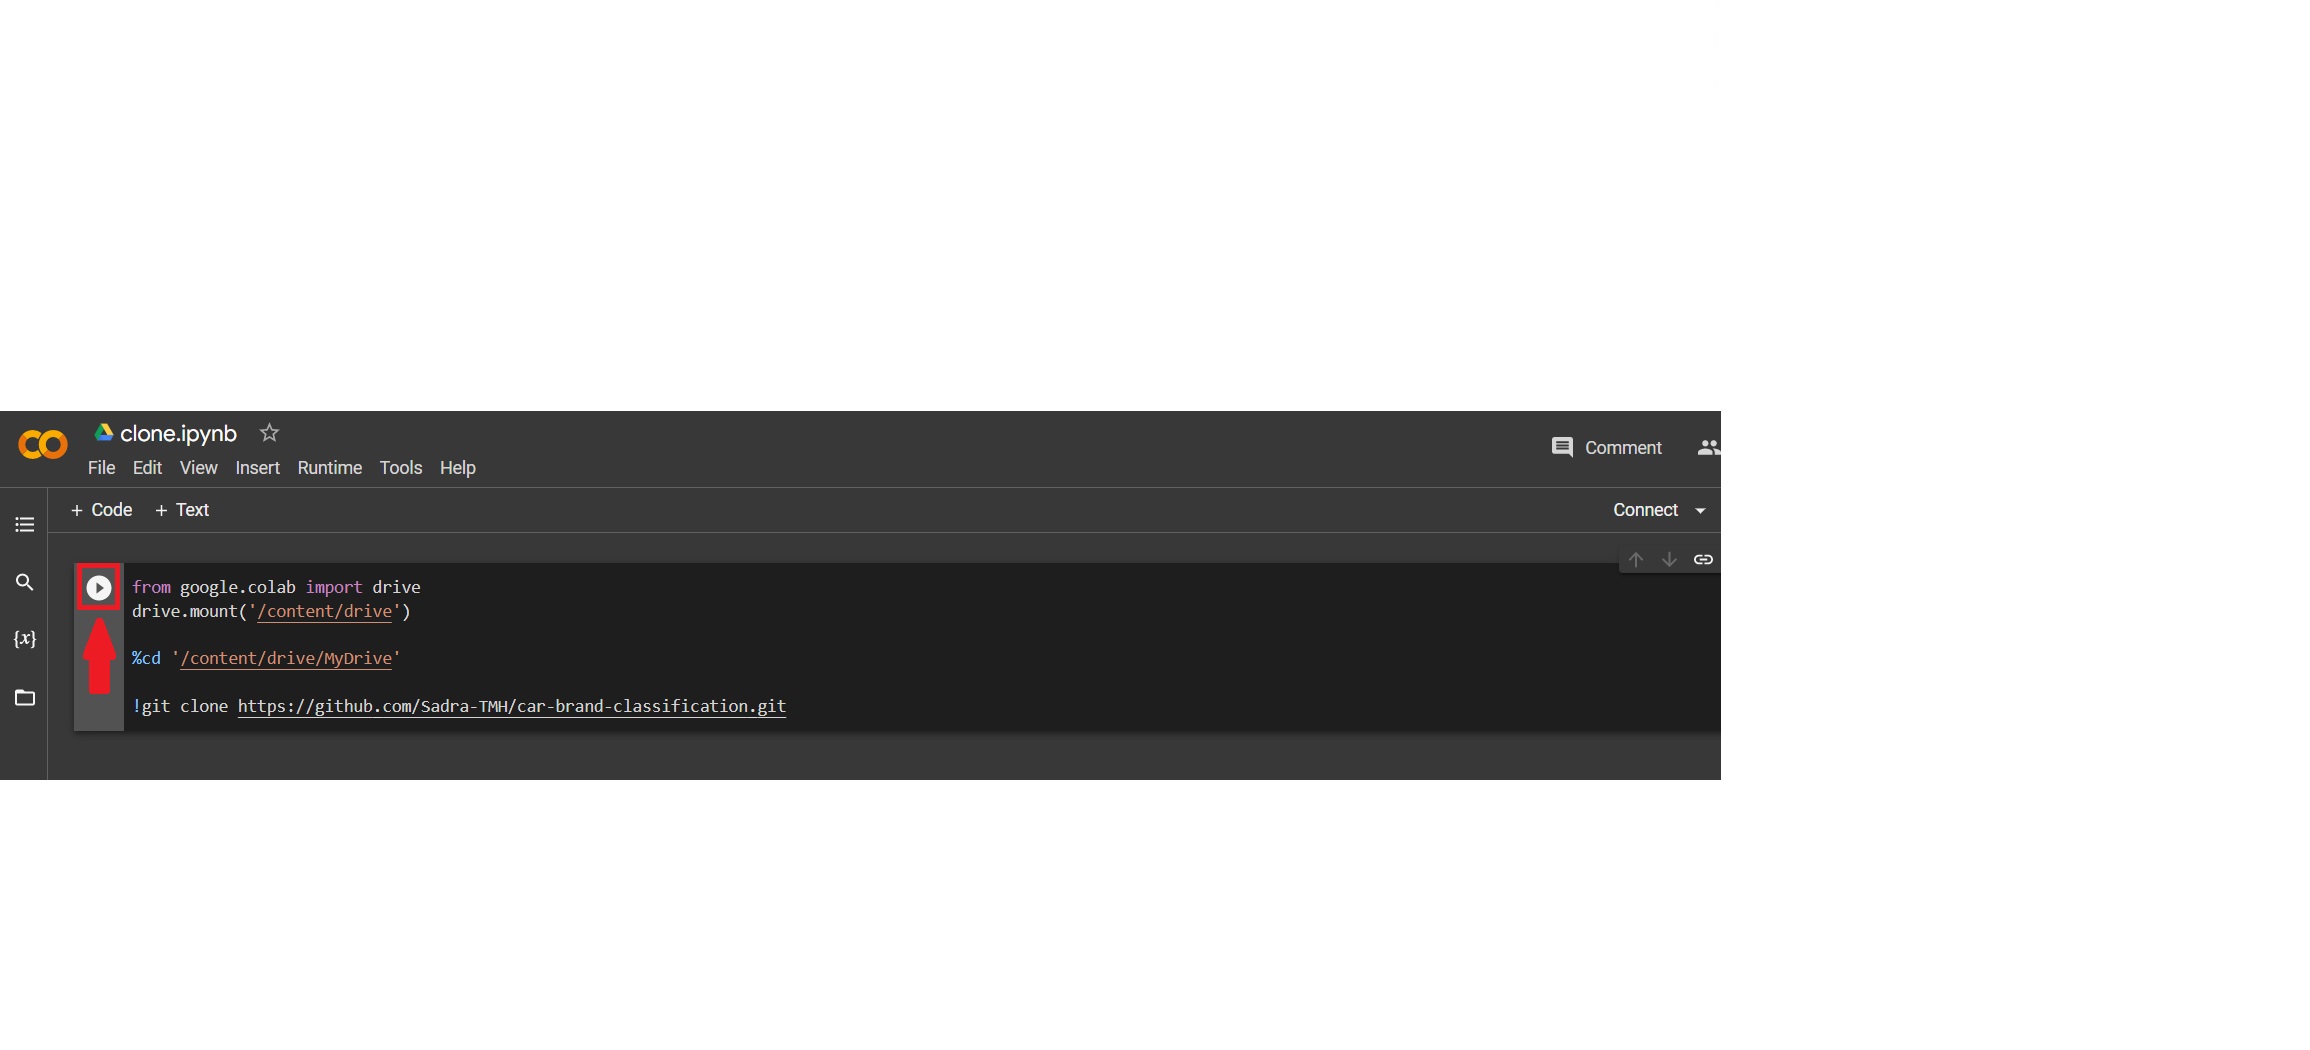 clone.ipynb
File Edit View Insert Runtime Tools Help
Comment
+ Code + Text
Connect
{x}
from google.colab import drive
drive.mount('/content/drive')
%cd '/content/drive/MyDrive'
!git clone https://github.com/Sadra-TMH/car-brand-classification.git